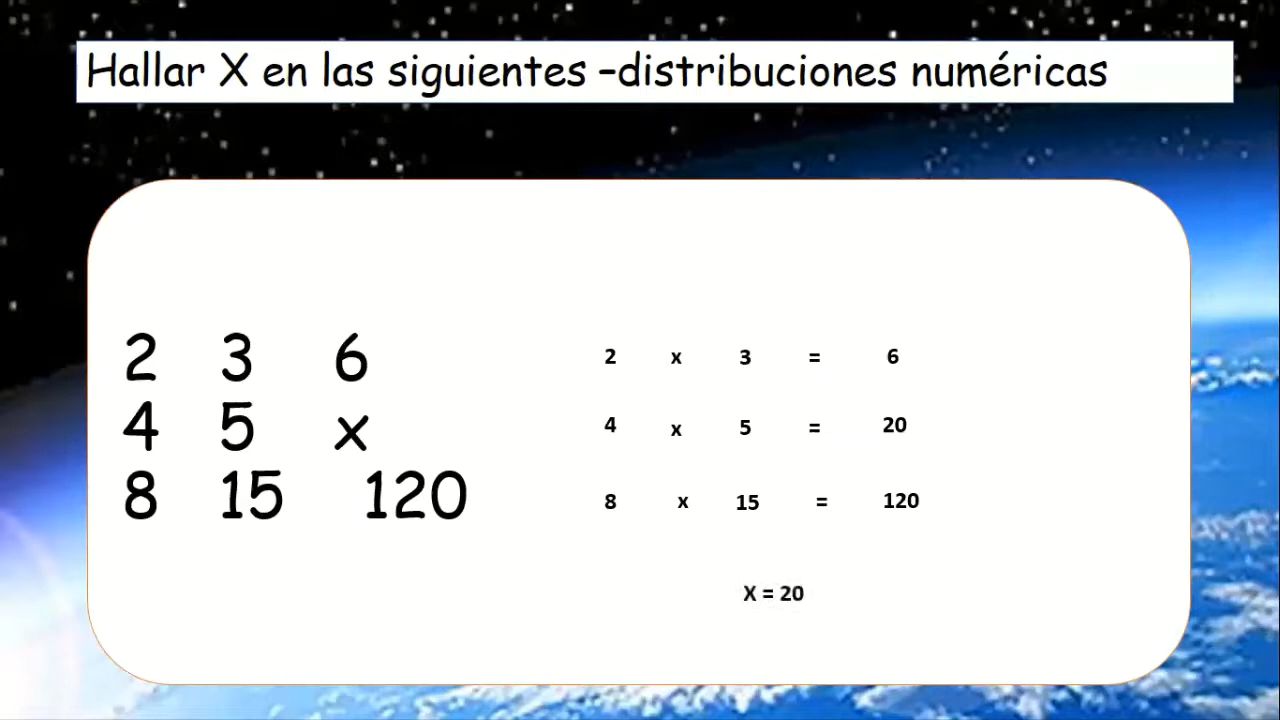 Hallar X en las siguientes -distribuciones numéricas
2 3 6
4 5 x
8 15 120
2 x 3 = 6
4 x 5 = 20
8 x 15 = 120
X = 20